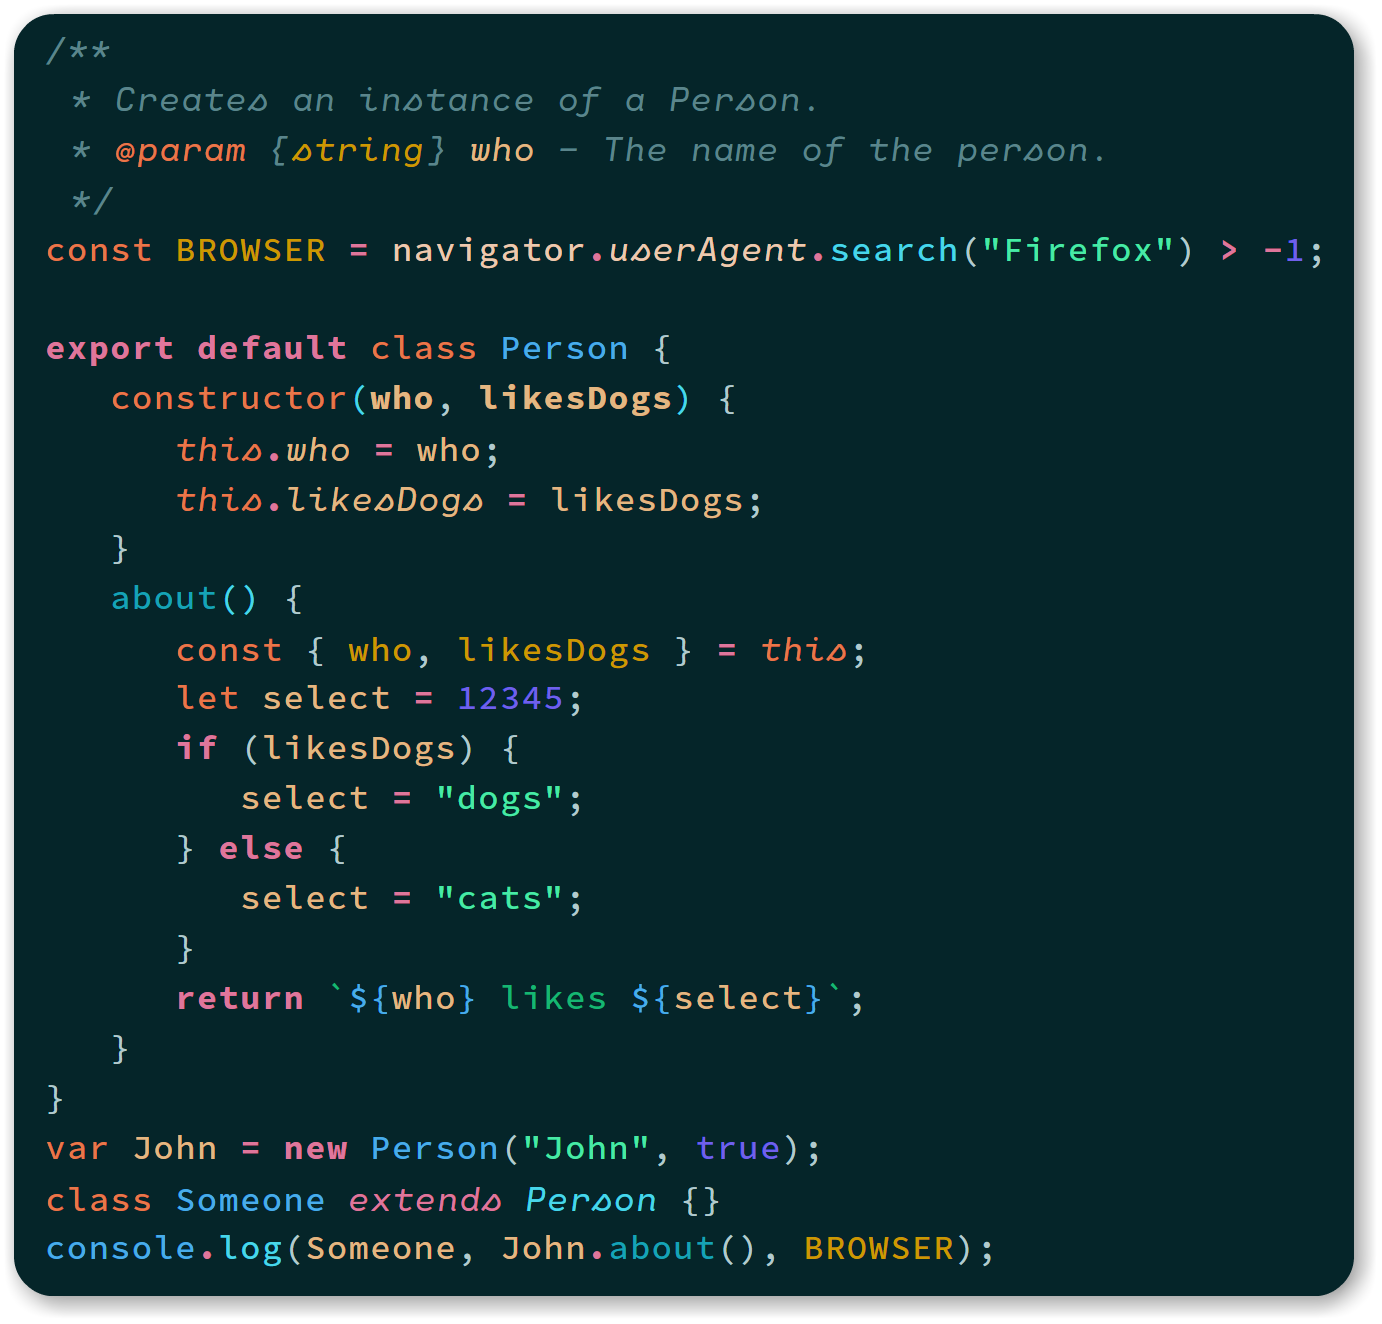 /**
 * Creates an instance of a Person.
 * @param {string} who - The name of the person.
 */
const BROWSER = navigator.userAgent.search("Firefox") > -1;

export default class Person {
   constructor(who, likesDogs) {
      this.who = who;
      this.likesDogs = likesDogs;
   }
   about() {
      const { who, likesDogs } = this;
      let select = 12345;
      if (likesDogs) {
         select = "dogs";
      } else {
         select = "cats";
      }
      return `${who} likes ${select}`;
   }
}
var John = new Person("John", true);
class Someone extends Person {}
console.log(Someone, John.about(), BROWSER);